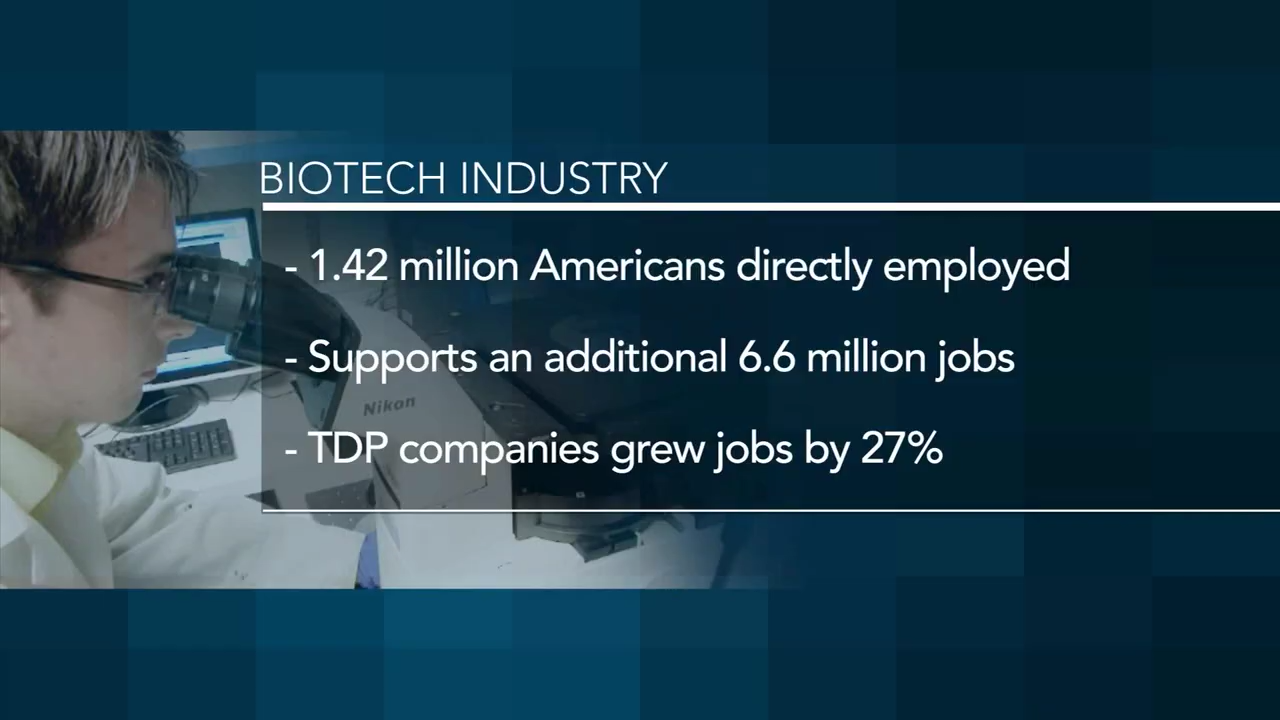 BIOTECH INDUSTRY
- 1.42 million Americans directly employed
- Supports an additional 6.6 million jobs
- TDP companies grew jobs by 27%
Nikon